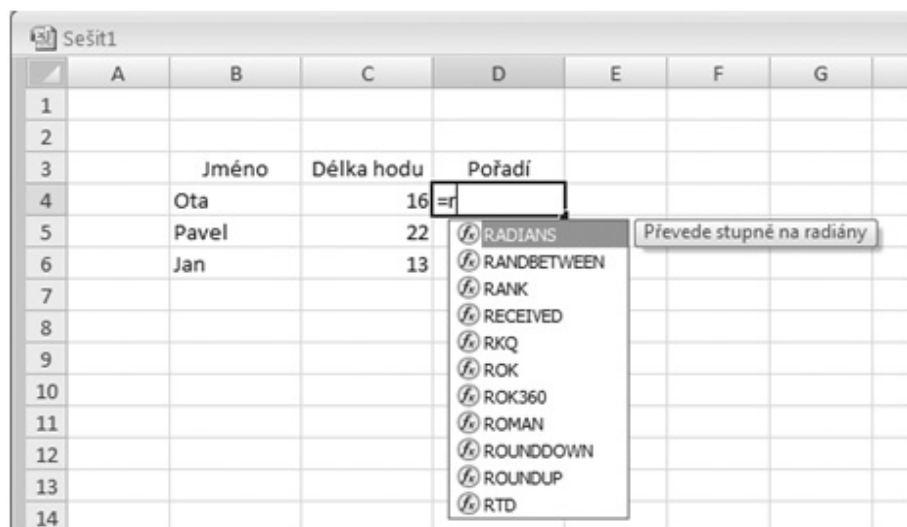 Sešit1
A B C D E F G
1
2
3 Jméno Délka hodu Pořadí
4 Ota 16 =r
5 Pavel 22 RADIANS Převede stupně na radiány
6 Jan 13 RANDBETWEEN
7 RANK
8 RECEIVED
9 RKQ
ROK
10 ROK360
11 ROMAN
12 ROUNDDOWN
13 ROUNDUP
14 RTD